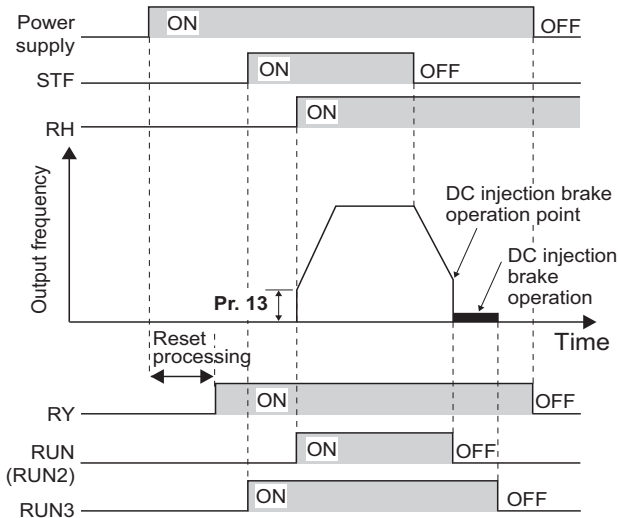 Power
supply
ON
OFF
STF
ON
OFF
RH
ON
Output frequency
DC injection brake
operation point
DC injection
brake
operation
Pr. 13
Time
Reset
processing
RY
ON
OFF
RUN
(RUN2)
ON
OFF
RUN3
ON
OFF